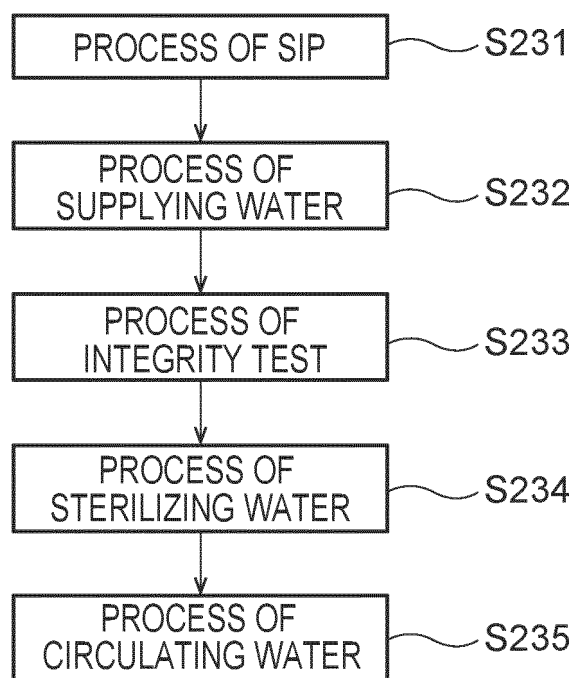 PROCESS OF SIP
S231
PROCESS OF
SUPPLYING WATER
S232
PROCESS OF
INTEGRITY TEST
S233
PROCESS OF
STERILIZING WATER
S234
PROCESS OF
CIRCULATING WATER
S235